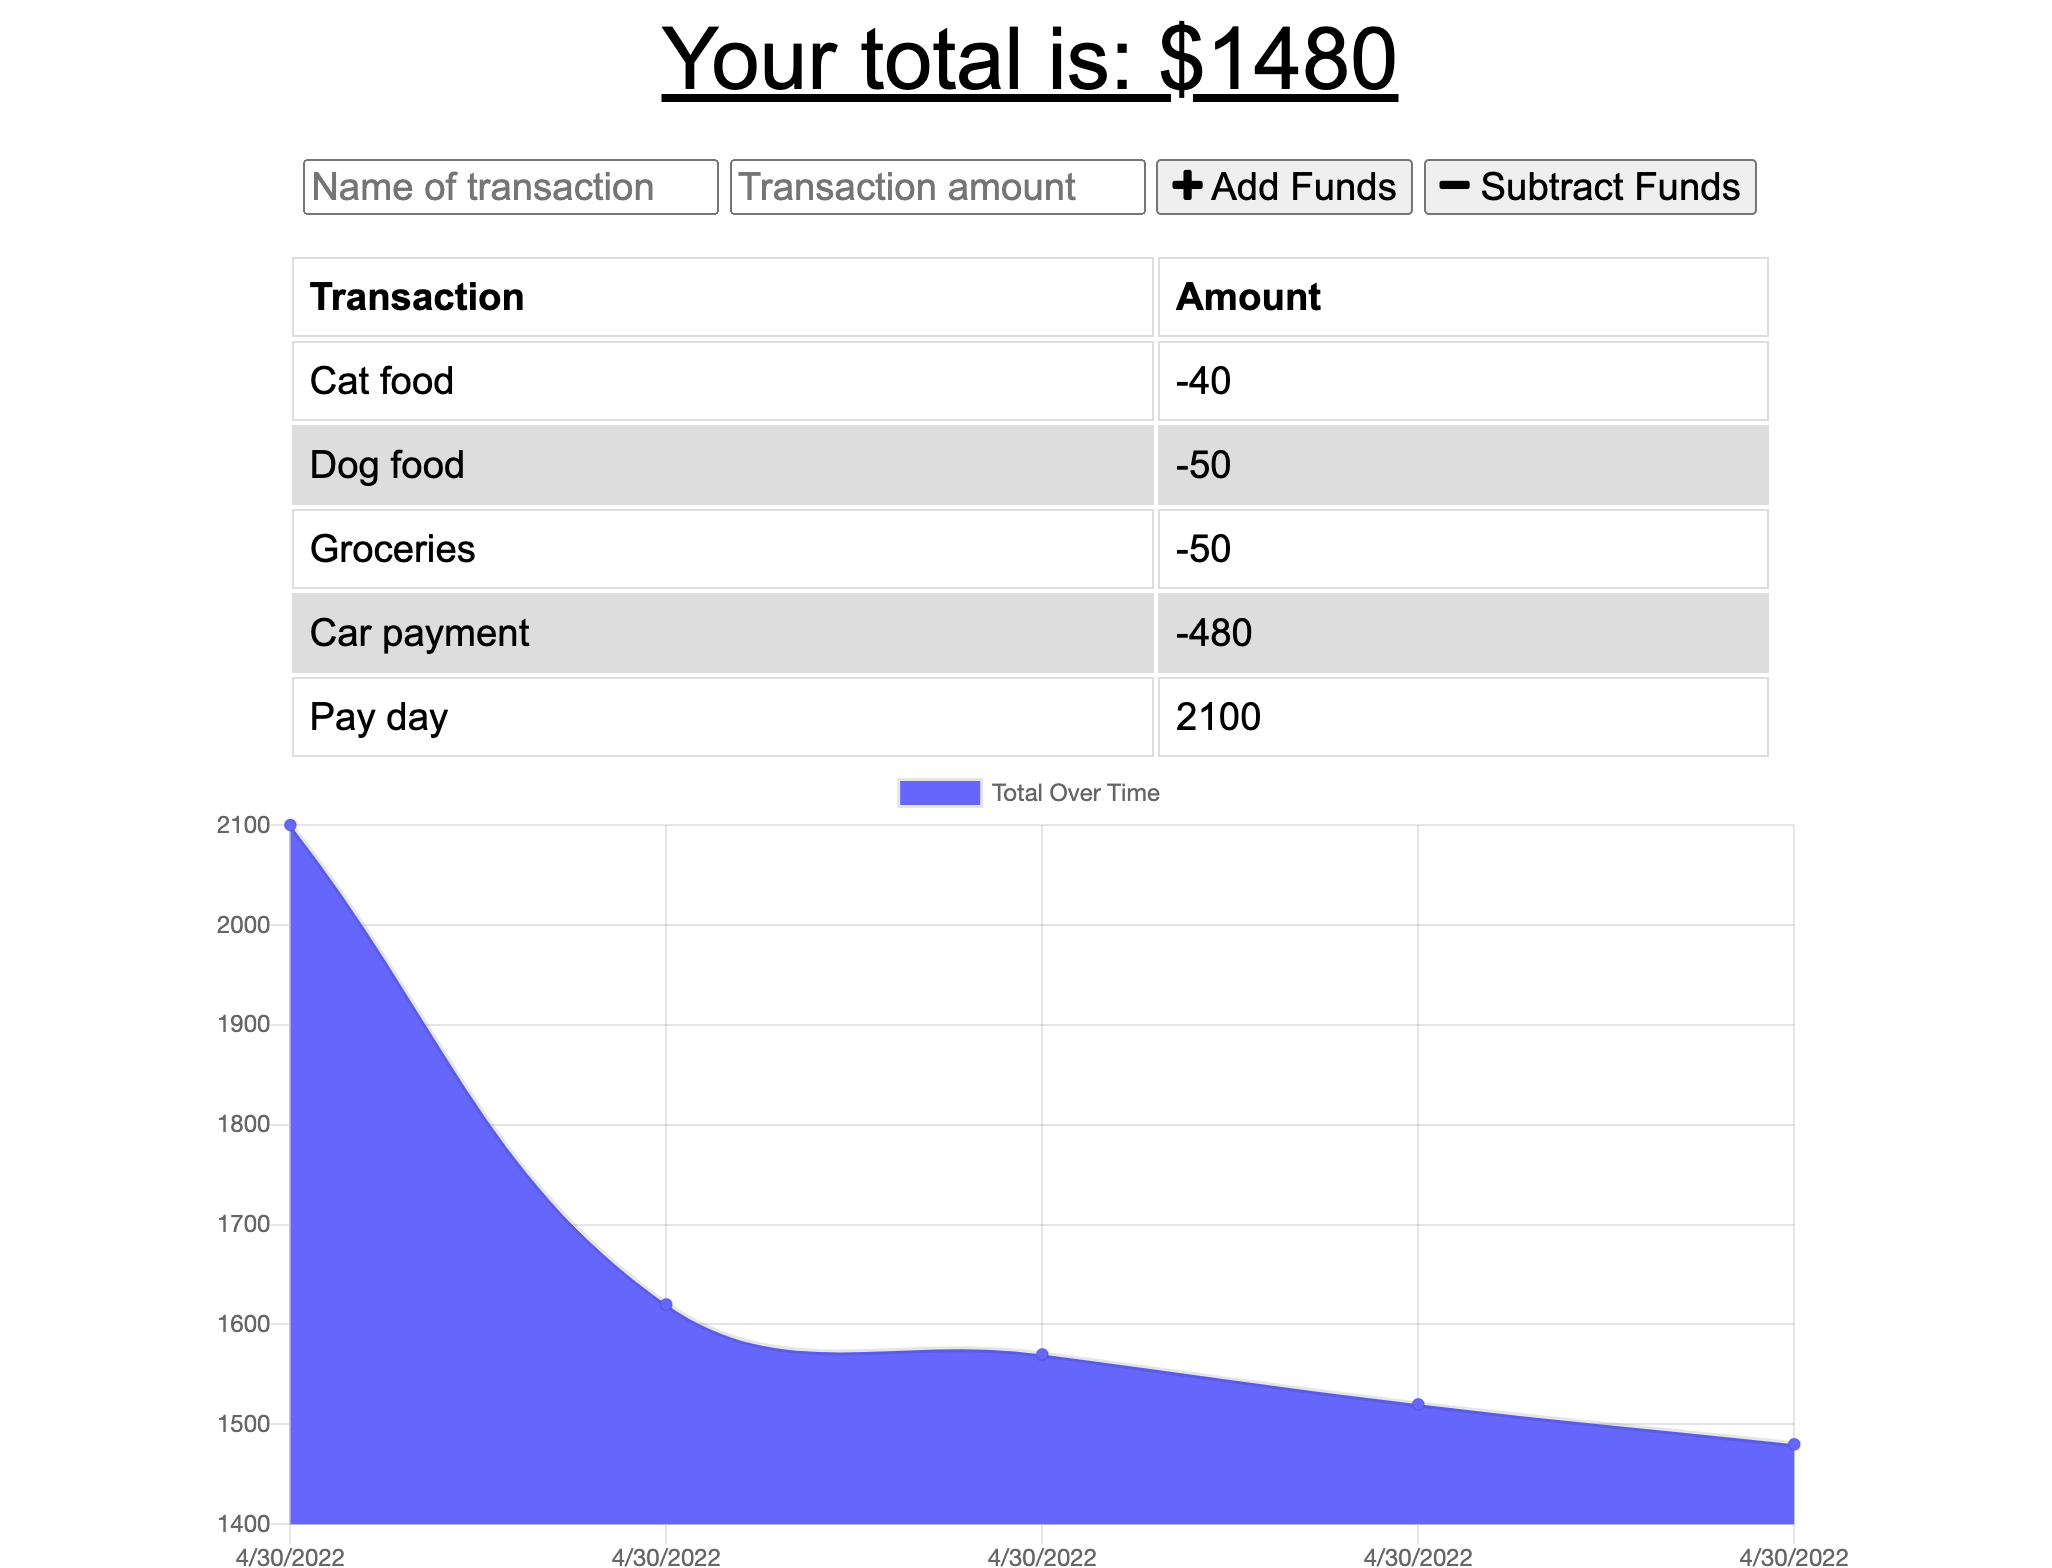 Your total is: $1480
Name of transaction Transaction amount Add Funds Subtract Funds
Transaction Amount
Cat food -40
Dog food -50
Groceries -50
Car payment -480
Pay day 2100
Total Over Time
2100
2000
1900
1800
1700
1600
1500
1400
4/30/2022 4/30/2022 4/30/2022 4/30/2022 4/30/2022